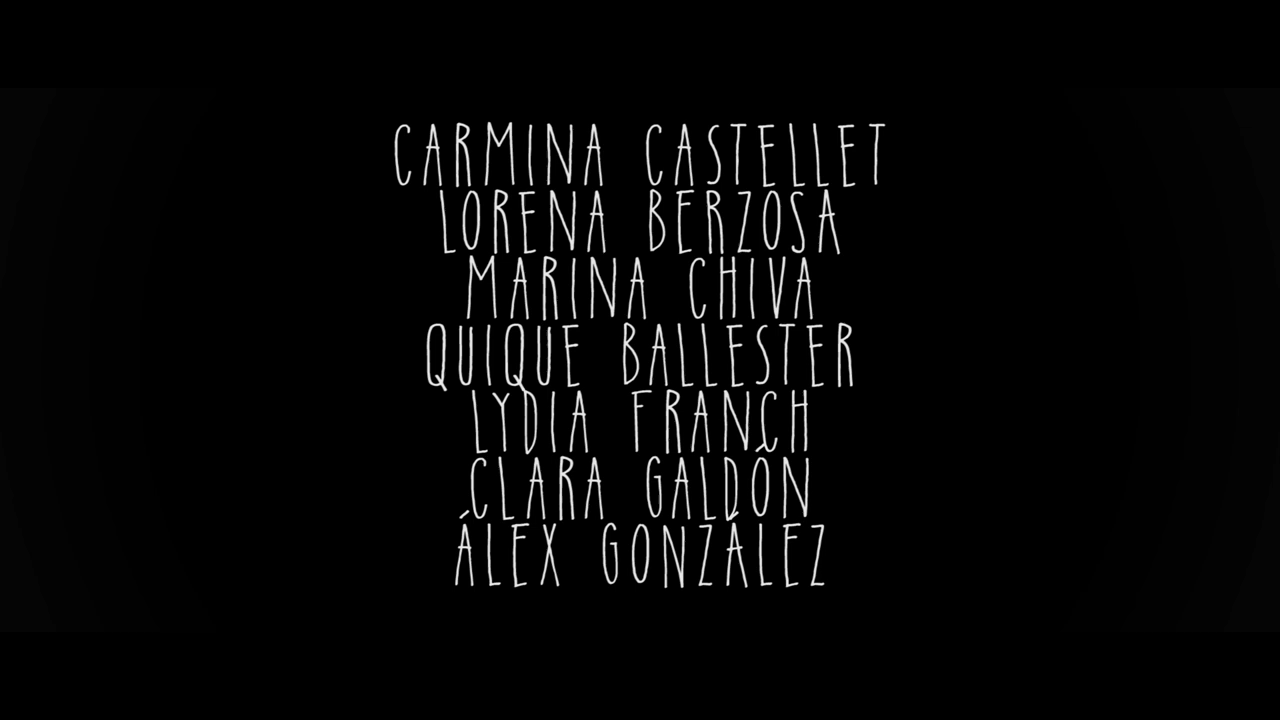 CARMINA CASTELLET
LORENA BERZOSA
MARINA CHIVA
QUIQUE BALLESTER
LYDIA FRANCH
CLARA GALDÓN
ÁLEX GONZÁLEZ